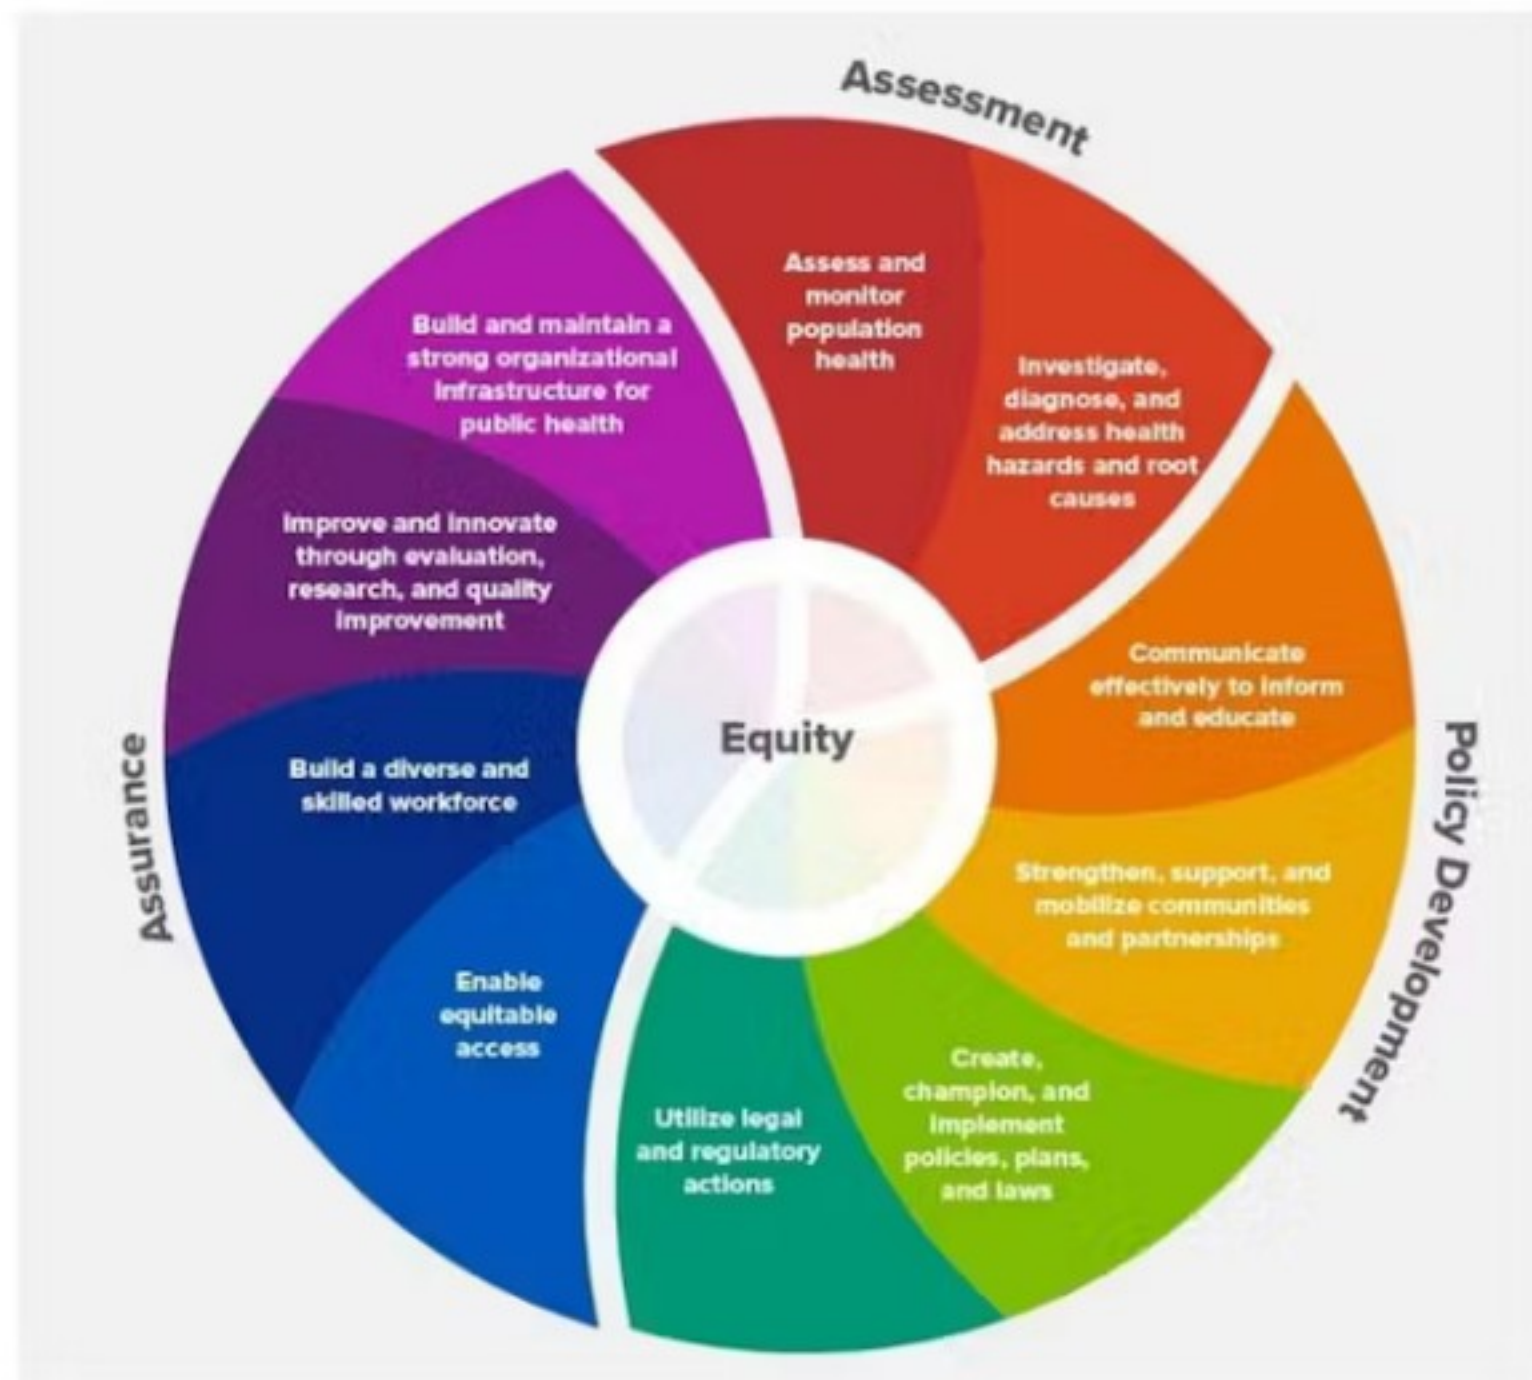 Assessment
Assess and
monitor
population
health
Investigate,
diagnose, and
address health
hazards and root
causes
Communicate
effectively to inform
and educate
Policy Development
Strengthen, support, and
mobilize communities
and partnerships
Create,
champion, and
implement
policies, plans,
and laws
Utilize legal
and regulatory
actions
Enable
equitable
access
Assurance
Build a diverse and
skilled workforce
Improve and innovate
through evaluation,
research, and quality
improvement
Build and maintain a
strong organizational
infrastructure for
public health
Equity